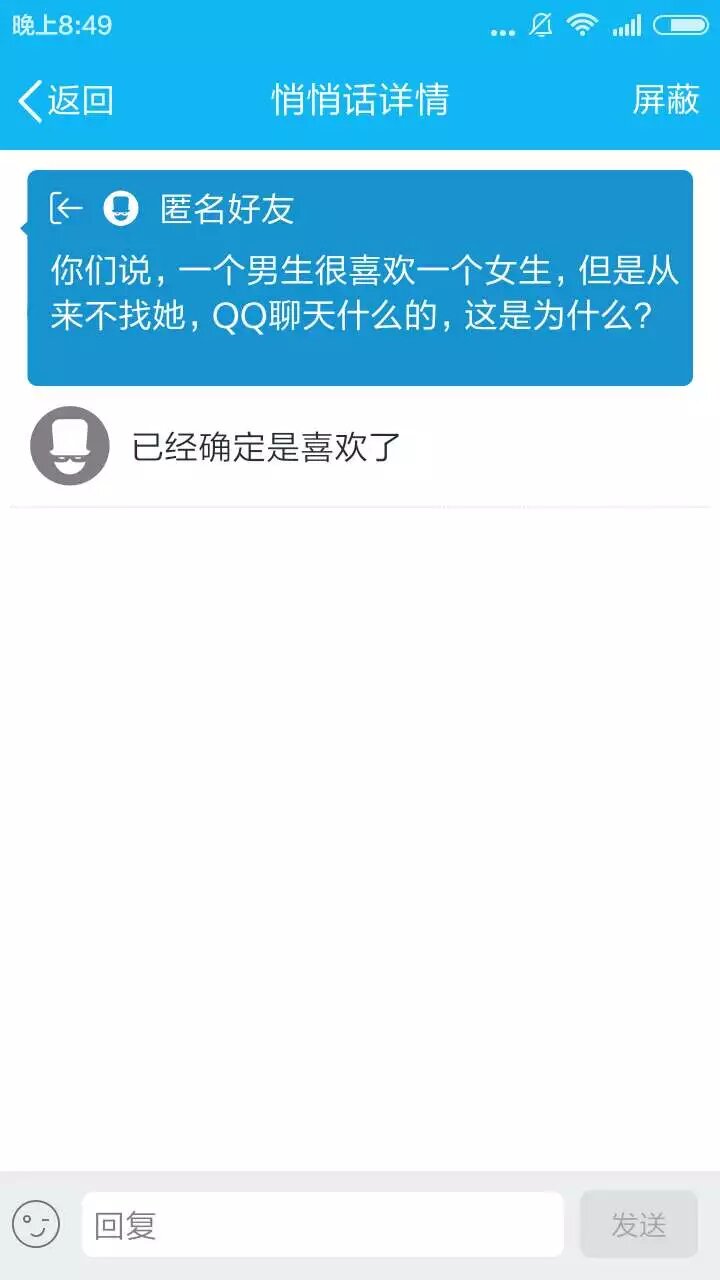 晚上8:49
返回
悄悄话详情
屏蔽
匿名好友
你们说，一个男生很喜欢一个女生，但是从
来不找她，QQ聊天什么的，这是为什么？
已经确定是喜欢了
回复
发送